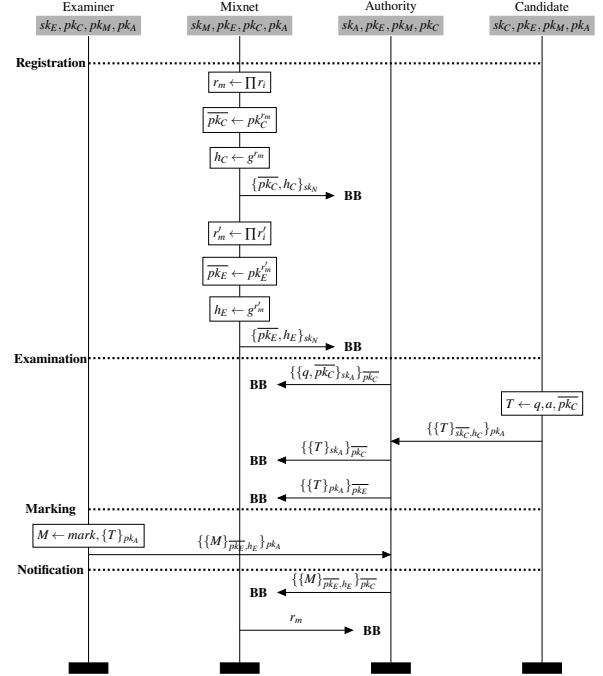 Examiner Mixnet Authority Candidate
sk_E, pk_C, pk_M, pk_A sk_M, pk_E, pk_C, pk_A sk_A, pk_E, pk_M, pk_C sk_C, pk_E, pk_M, pk_A
Registration
r_m ← ∏ r_i
\overline{pk_C} ← pk_C^{r_m}
h_C ← g^{r_m}
{\overline{pk_C}, h_C}_{sk_N} BB
r'_m ← ∏ r'_i
\overline{pk_E} ← pk_E^{r'_m}
h_E ← g^{r'_m}
{\overline{pk_E}, h_E}_{sk_N} BB
Examination
BB {{q, \overline{pk_C}}_{sk_A}}_{\overline{pk_C}}
T ← q, a, \overline{pk_C}
{{T}_{\overline{sk_C}, h_C}}_{pk_A}
BB {{T}_{sk_A}}_{\overline{pk_C}}
BB {{T}_{pk_A}}_{\overline{pk_E}}
Marking
M ← mark, {T}_{pk_A}
{{M}_{\overline{pk_E}, h_E}}_{pk_A}
Notification
BB {{M}_{\overline{pk_E}, h_E}}_{\overline{pk_C}}
r_m BB